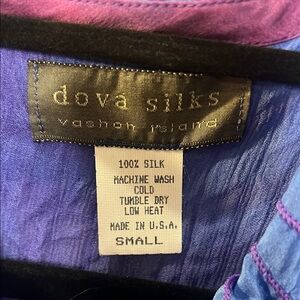 dova silks
vashon island
100% SILK
MACHINE WASH
COLD
TUMBLE DRY
LOW HEAT
MADE IN U.S.A.
SMALL